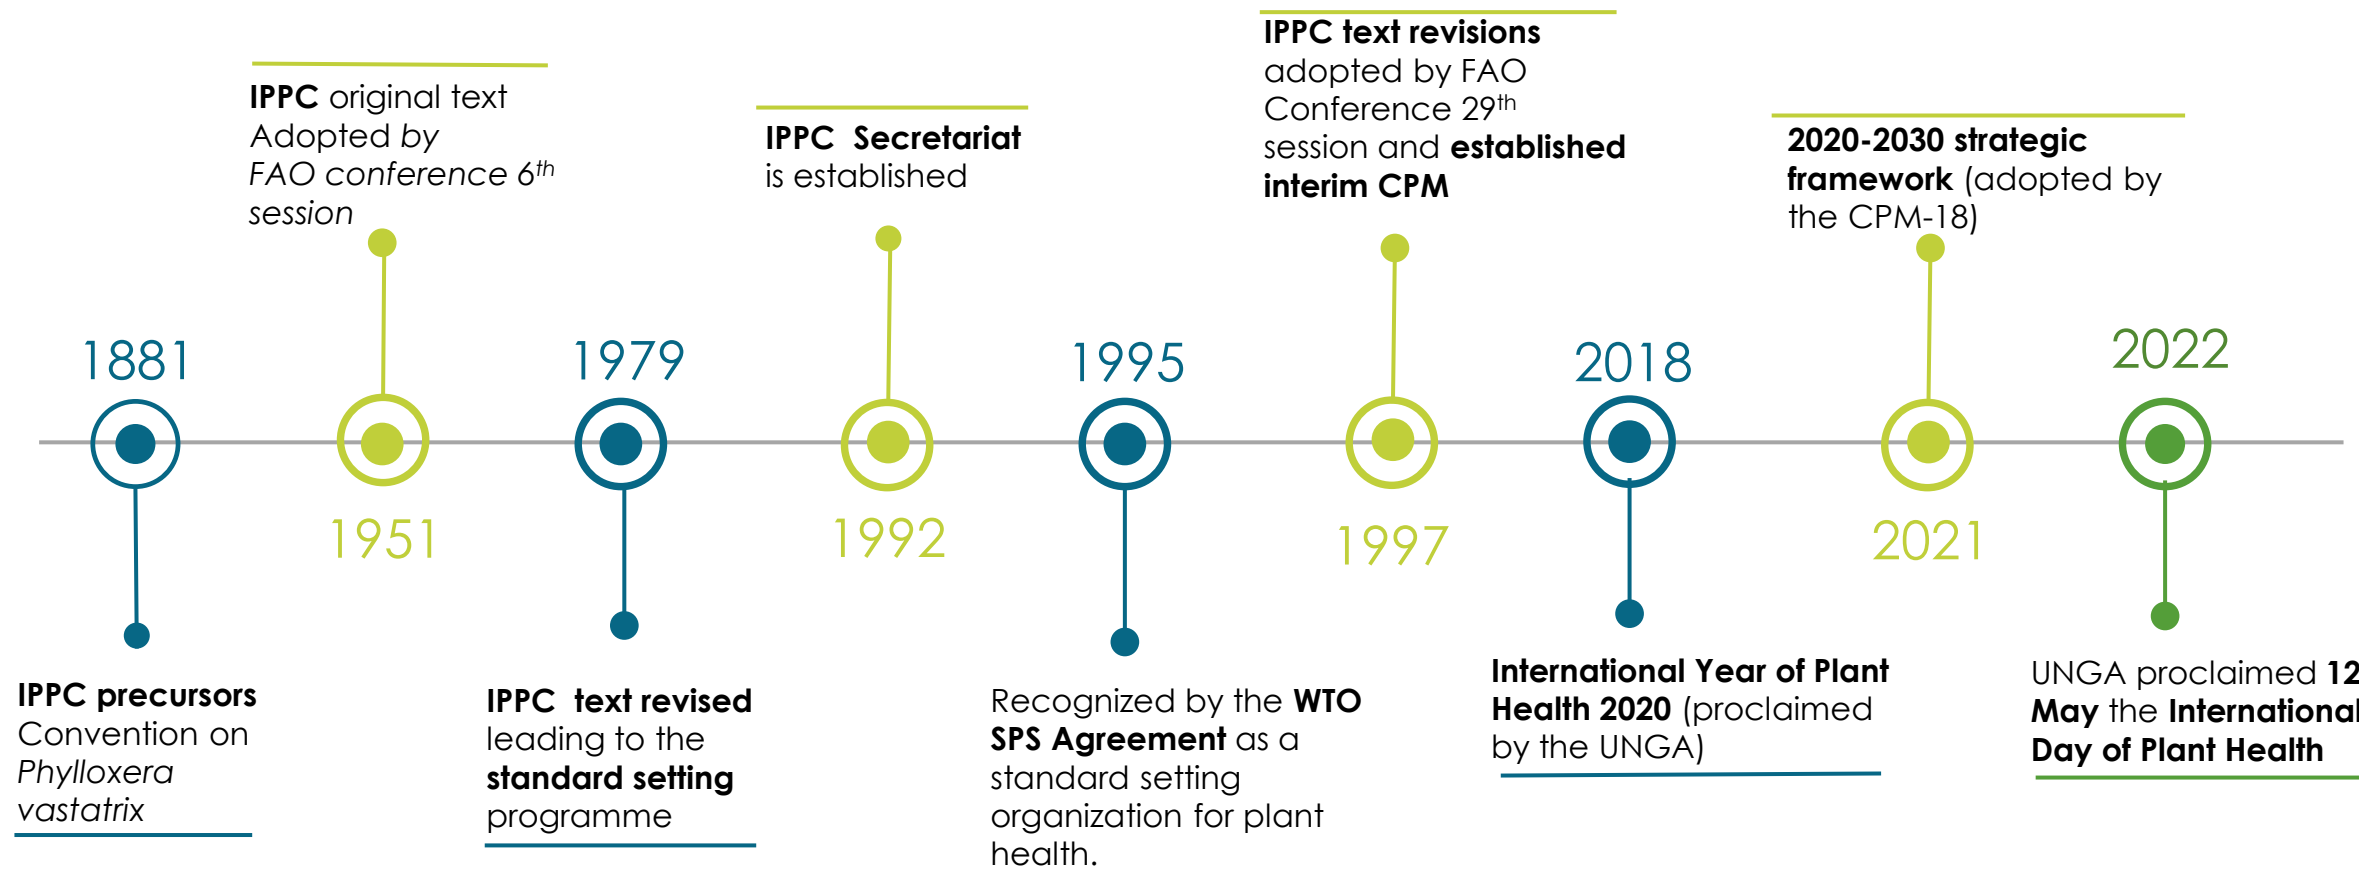 1881
IPPC precursors
Convention on
Phylloxera
vastatrix
IPPC original text
Adopted by
FAO conference 6th
session
1951
1979
IPPC  text revised
leading to the
standard setting
programme
IPPC  Secretariat
is established
1992
1995
Recognized by the WTO
SPS Agreement as a
standard setting
organization for plant
health.
IPPC text revisions
adopted by FAO
Conference 29th
session and established
interim CPM
1997
2018
International Year of Plant
Health 2020 (proclaimed
by the UNGA)
2020-2030 strategic
framework (adopted by
the CPM-18)
2021
2022
UNGA proclaimed 12
May the International
Day of Plant Health